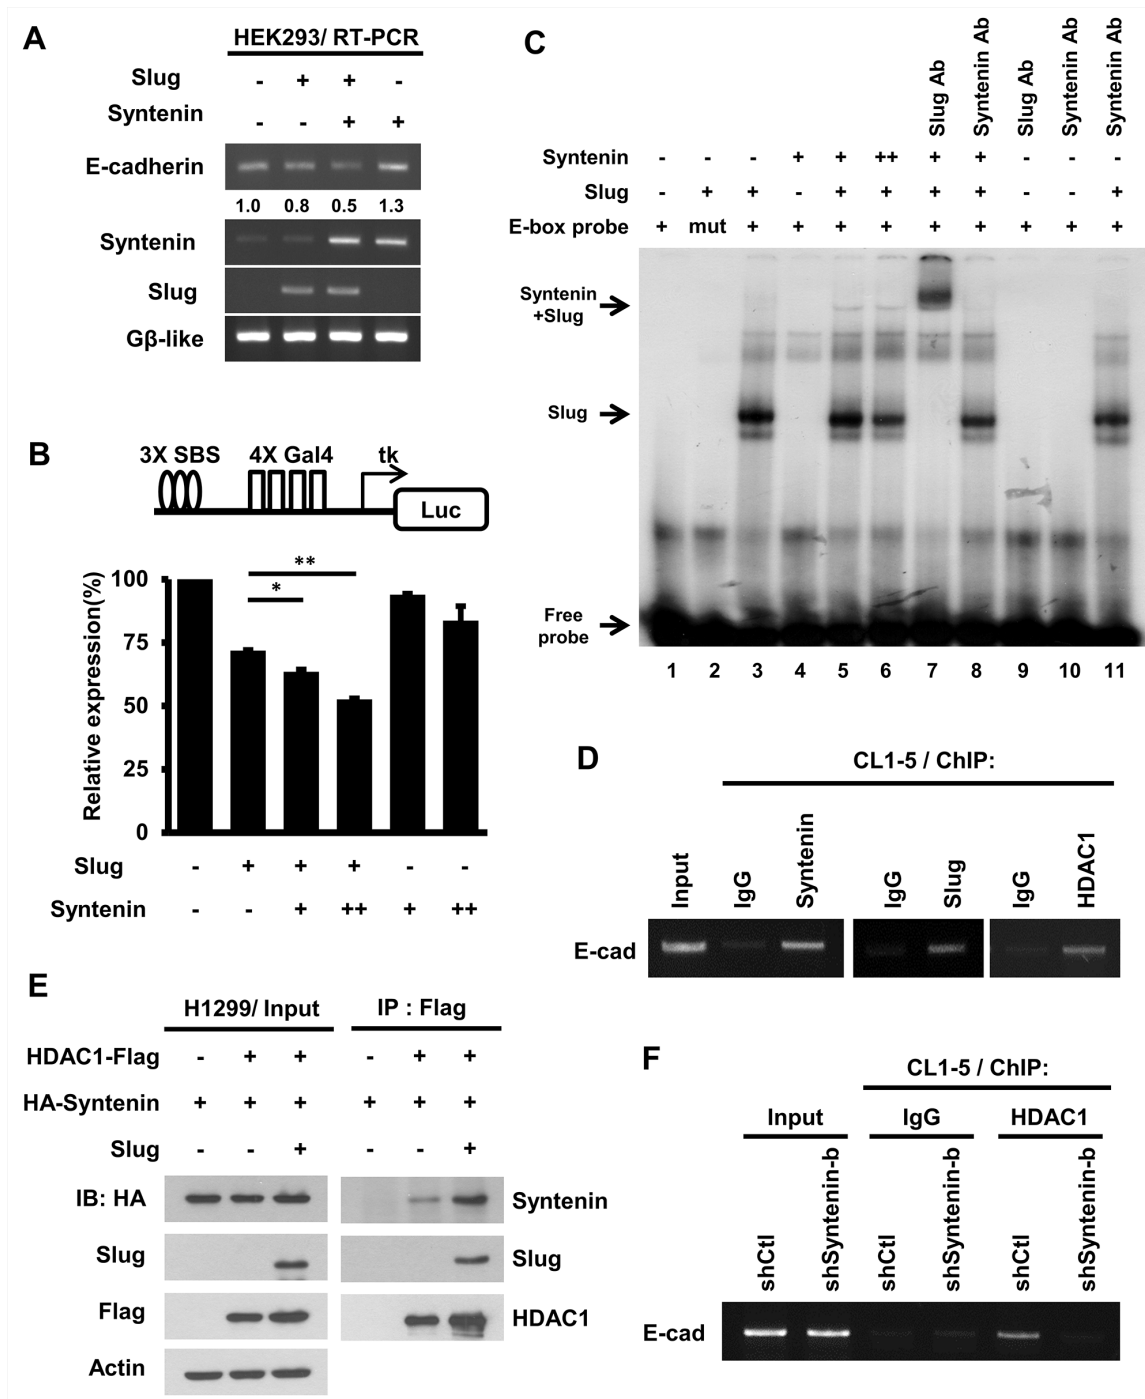 A
HEK293/ RT-PCR
Slug - + + -
Syntenin - - + +
E-cadherin
1.0 0.8 0.5 1.3
Syntenin
Slug
Gβ-like
B
3X SBS 4X Gal4 tk
Luc
Relative expression(%)
100
75
50
25
0
* **
Slug - + + + - -
Syntenin - - + ++ + ++
C
Slug Ab Syntenin Ab Slug Ab Syntenin Ab Syntenin Ab
Syntenin - - - + + ++ + + - - -
Slug - + + - + + + + - - +
E-box probe + mut + + + + + + + + +
Syntenin
+Slug
Slug
Free
probe
1 2 3 4 5 6 7 8 9 10 11
D
CL1-5 / ChIP:
Input IgG Syntenin IgG Slug IgG HDAC1
E-cad
E
H1299/ Input IP : Flag
HDAC1-Flag - + + - + +
HA-Syntenin + + + + + +
Slug - - + - - +
IB: HA Syntenin
Slug Slug
Flag HDAC1
Actin
F
CL1-5 / ChIP:
Input IgG HDAC1
shCtl shSyntenin-b shCtl shSyntenin-b shCtl shSyntenin-b
E-cad